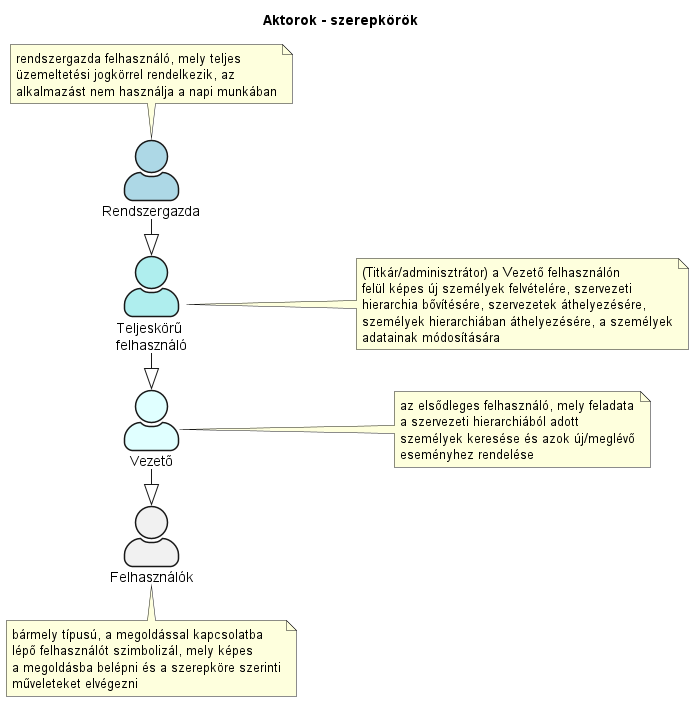 Aktorok - szerepkörök
rendszergazda felhasználó, mely teljes
üzemeltetési jogkörrel rendelkezik, az
alkalmazást nem használja a napi munkában
Rendszergazda
(Titkár/adminisztrátor) a Vezető felhasználón
felül képes új személyek felvételére, szervezeti
hierarchia bővítésére, szervezetek áthelyezésére,
személyek hierarchiában áthelyezésére, a személyek
adatainak módosítására
Teljeskörű
felhasználó
az elsődleges felhasználó, mely feladata
a szervezeti hierarchiából adott
személyek keresése és azok új/meglévő
eseményhez rendelése
Vezető
Felhasználók
bármely típusú, a megoldással kapcsolatba
lépő felhasználót szimbolizál, mely képes
a megoldásba belépni és a szerepköre szerinti
műveleteket elvégezni